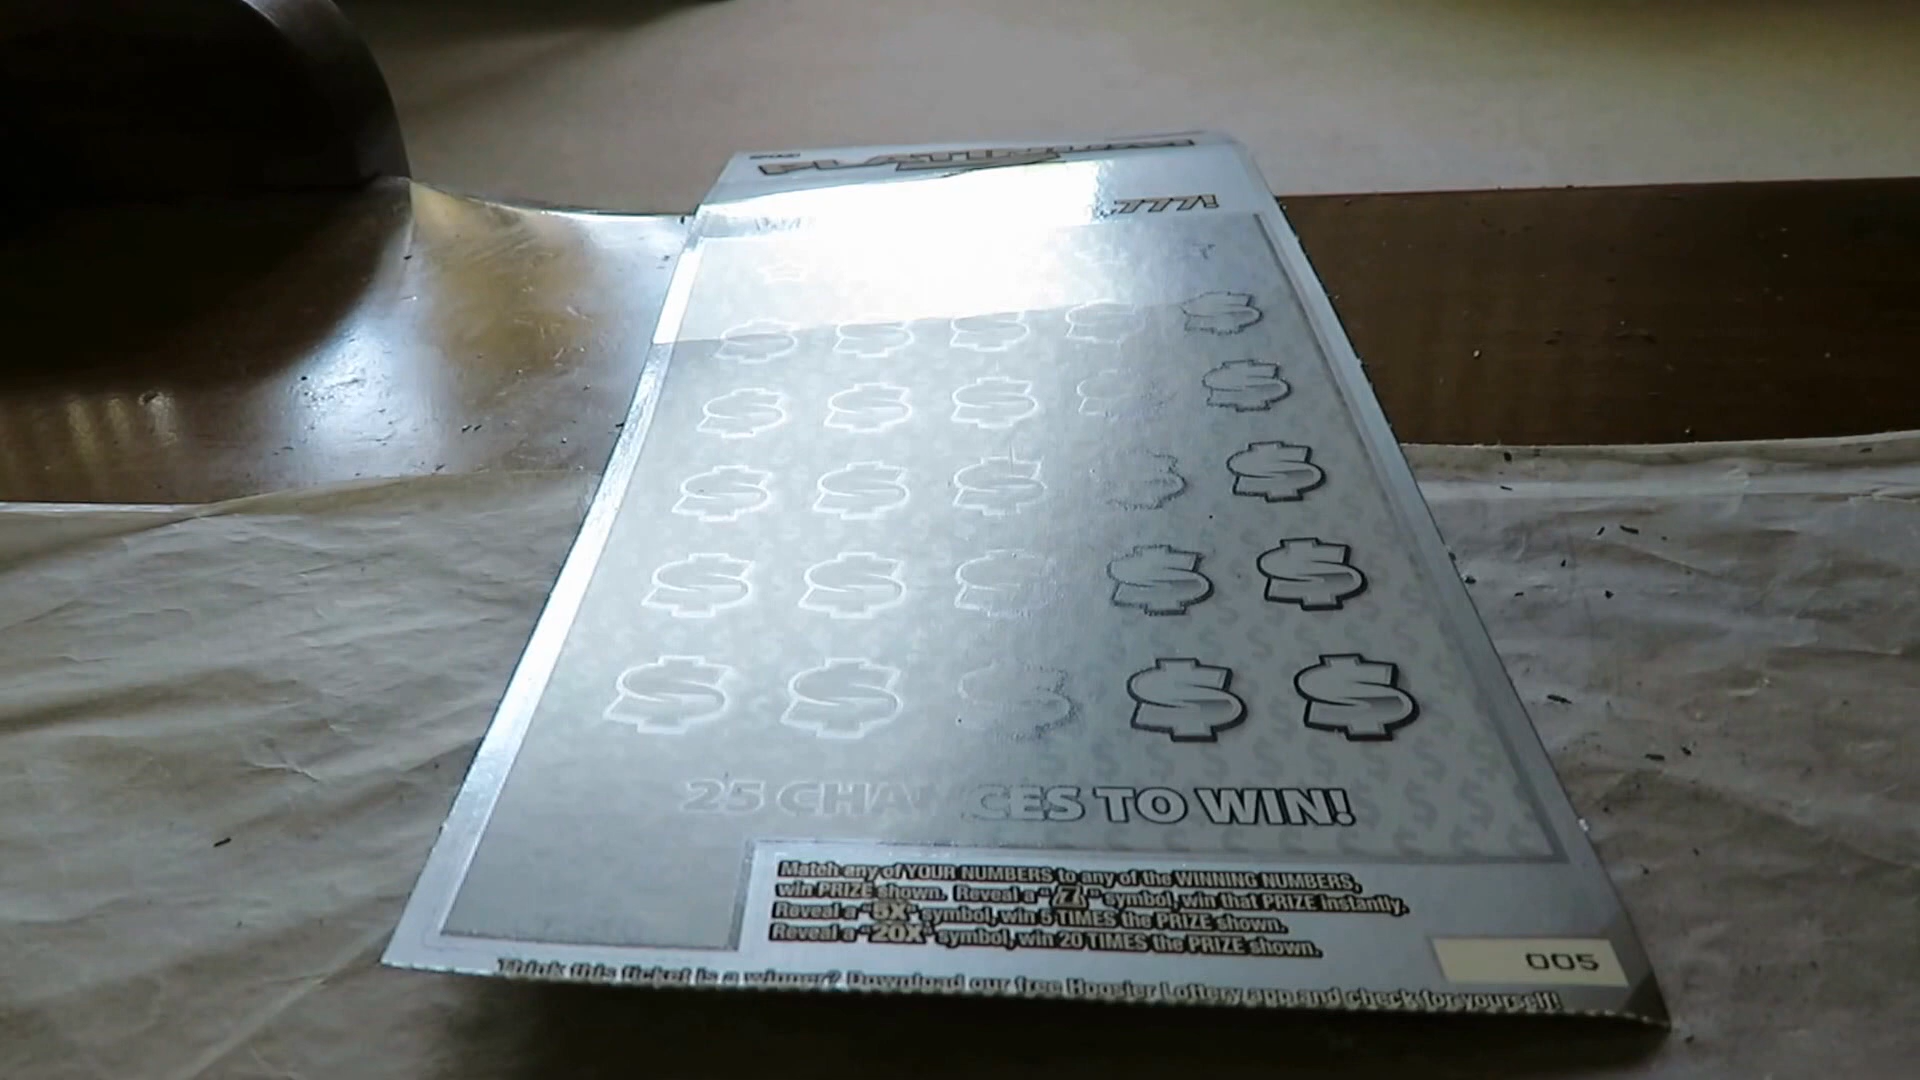 PLATINUM
777!
25 CHANCES TO WIN!
Match any of YOUR NUMBERS to any of the WINNING NUMBERS,
win PRIZE shown. Reveal a "7" symbol, win that PRIZE instantly.
Reveal a "5X" symbol, win 5 TIMES the PRIZE shown.
Reveal a "20X" symbol, win 20 TIMES the PRIZE shown.
005
Think this ticket is a winner? Download our free Hoosier Lottery app and check for yourself!